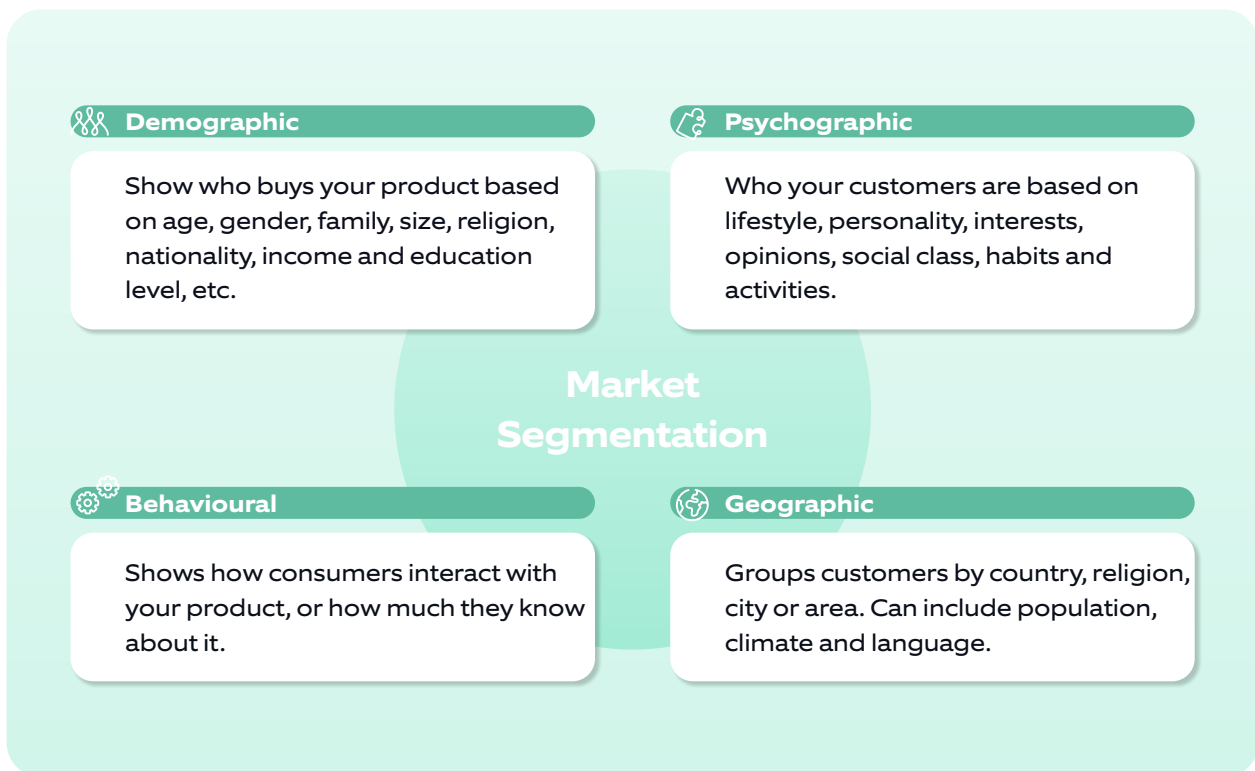 Demographic
Show who buys your product based
on age, gender, family, size, religion,
nationality, income and education
level, etc.
Psychographic
Who your customers are based on
lifestyle, personality, interests,
opinions, social class, habits and
activities.
Market
Segmentation
Behavioural
Shows how consumers interact with
your product, or how much they know
about it.
Geographic
Groups customers by country, religion,
city or area. Can include population,
climate and language.